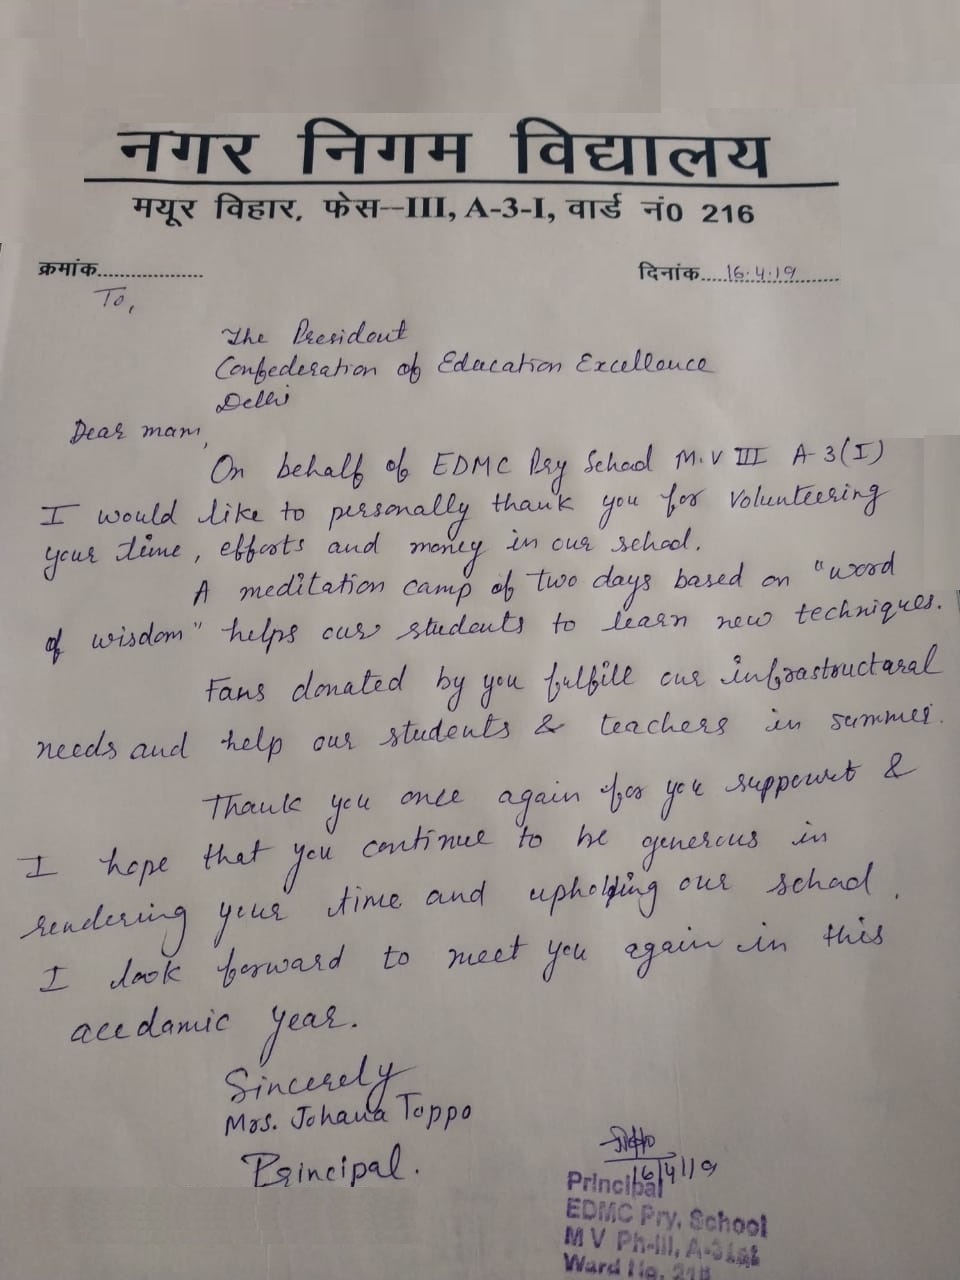 नगर निगम विद्यालय
मयूर विहार, फेस--III, A-3-I, वार्ड नं0 216
क्रमांक.................... दिनांक....16.4.19........
To,
The President
Confederation of Education Excellence
Delhi
Dear mam,
On behalf of EDMC Pry School M.V III A-3(I)
I would like to personally thank you for volunteering
your time, efforts and money in our school.
A meditation camp of two days based on "word
of wisdom" helps our students to learn new techniques.
Fans donated by you fulfill our infrastructural
needs and help our students & teachers in summer.
Thank you once again for you suppourt &
I hope that you continue to be generous in
rendering your time and upholding our school.
I look forward to meet you again in this
acedamic year.
Sincerely
Mrs. Johana Toppo
Principal.
16/4/19
Principal
EDMC Pry. School
M V Ph-III, A-3 Ist
Ward No. 216